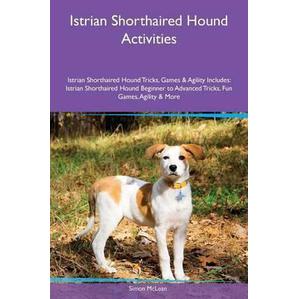 Istrian Shorthaired Hound
Activities
Istrian Shorthaired Hound Tricks, Games & Agility Includes:
Istrian Shorthaired Hound Beginner to Advanced Tricks, Fun
Games, Agility & More
Simon McLean